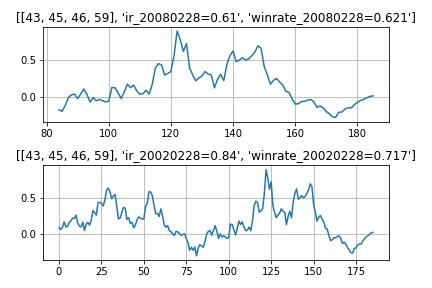 [[43, 45, 46, 59], 'ir_20080228=0.61', 'winrate_20080228=0.621']
0.5
0.0
80 100 120 140 160 180
[[43, 45, 46, 59], 'ir_20020228=0.84', 'winrate_20020228=0.717']
0.5
0.0
0 25 50 75 100 125 150 175